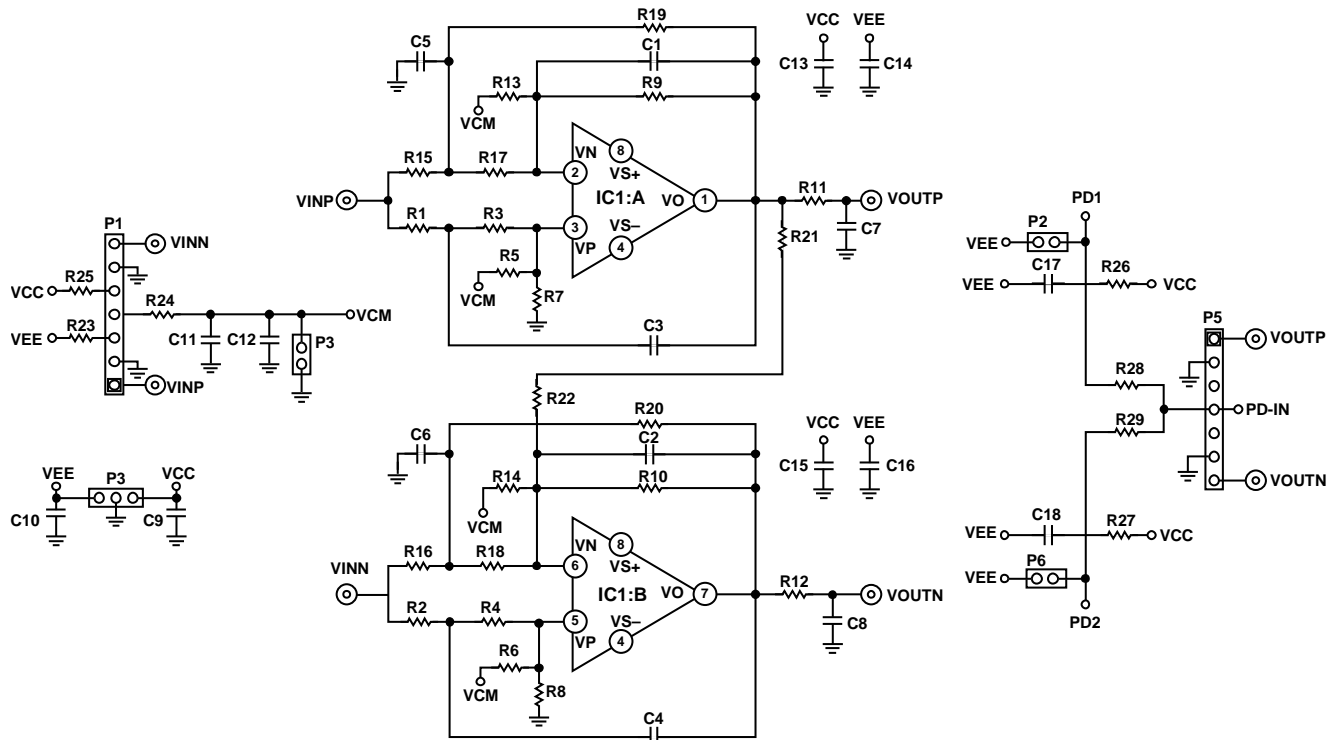 R19
VCC VEE
C5
C1
C13
C14
R13
R9
VCM
VN
8
R15
R17
2
VS+
VINP
IC1:A
VO
1
R11
VOUTP
R1
R3
3
VS–
VP
4
C7
R21
R5
VCM
R7
C3
P1
VINN
R25
VCC
R24
VCM
R23
VEE
C11
C12
P3
VINP
PD1
P2
VEE
C17
R26
VEE
VCC
P5
VOUTP
R28
PD-IN
R29
VOUTN
C18
R27
VEE
VCC
P6
VEE
PD2
R22
R20
VCC VEE
C6
C2
C15
C16
R14
R10
VCM
VN
8
R16
R18
6
VS+
VINN
IC1:B
VO
7
R12
VOUTN
R2
R4
5
VS–
VP
4
C8
R6
VCM
R8
C4
VEE
P3
VCC
C10
C9